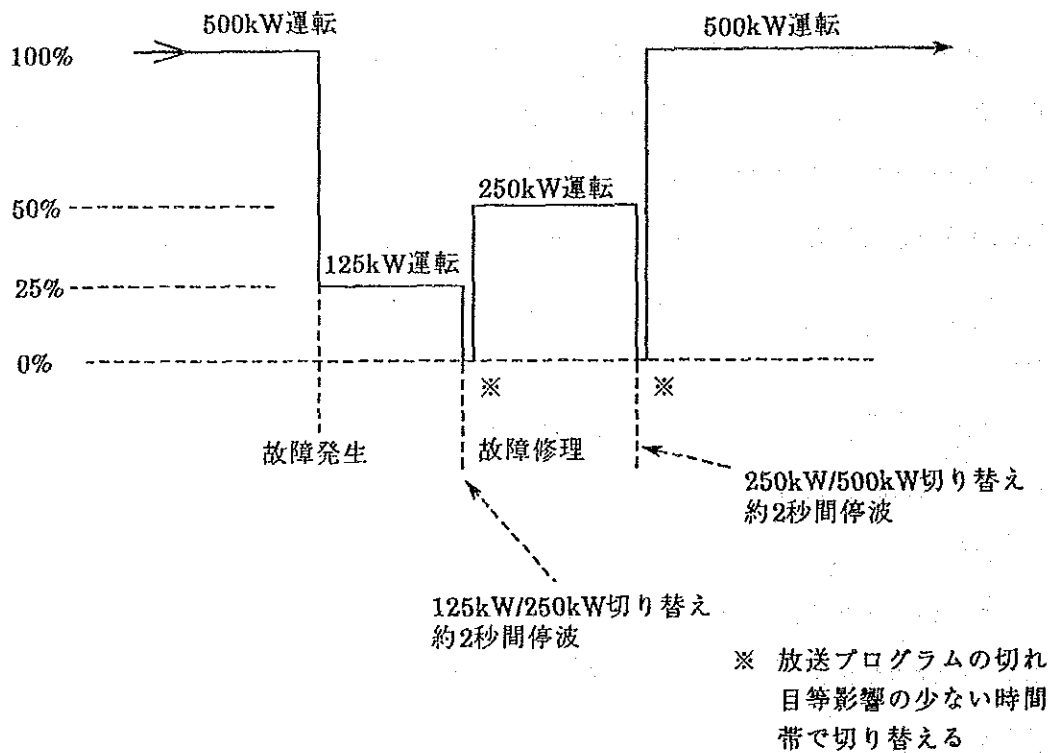 500kW運転
500kW運転
100%
250kW運転
50%
125kW運転
25%
0%
※
※
故障発生
故障修理
250kW/500kW切り替え
約2秒間停波
125kW/250kW切り替え
約2秒間停波
※ 放送プログラムの切れ
目等影響の少ない時間
帯で切り替える